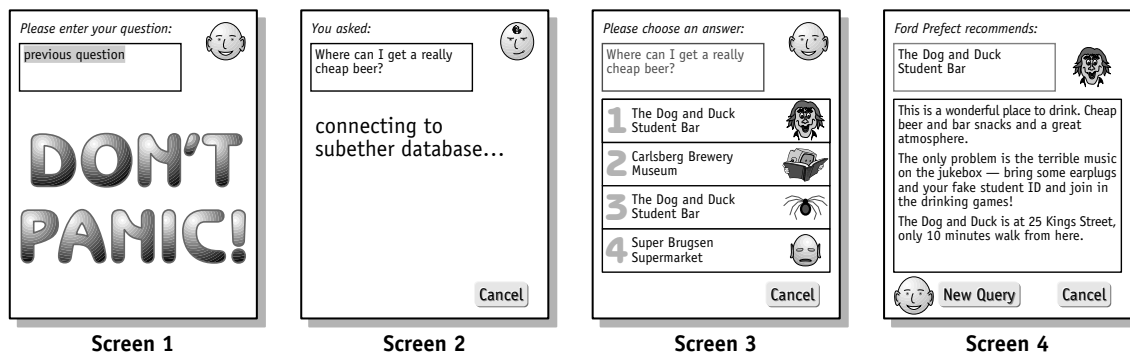 Please enter your question:
previous question
DON'T
PANIC!
Screen 1
You asked:
Where can I get a really
cheap beer?
connecting to
subether database...
Cancel
Screen 2
Please choose an answer:
Where can I get a really
cheap beer?
1 The Dog and Duck
Student Bar
2 Carlsberg Brewery
Museum
3 The Dog and Duck
Student Bar
4 Super Brugsen
Supermarket
Cancel
Screen 3
Ford Prefect recommends:
The Dog and Duck
Student Bar
This is a wonderful place to drink. Cheap
beer and bar snacks and a great
atmosphere.
The only problem is the terrible music
on the jukebox — bring some earplugs
and your fake student ID and join in
the drinking games!
The Dog and Duck is at 25 Kings Street,
only 10 minutes walk from here.
New Query
Cancel
Screen 4